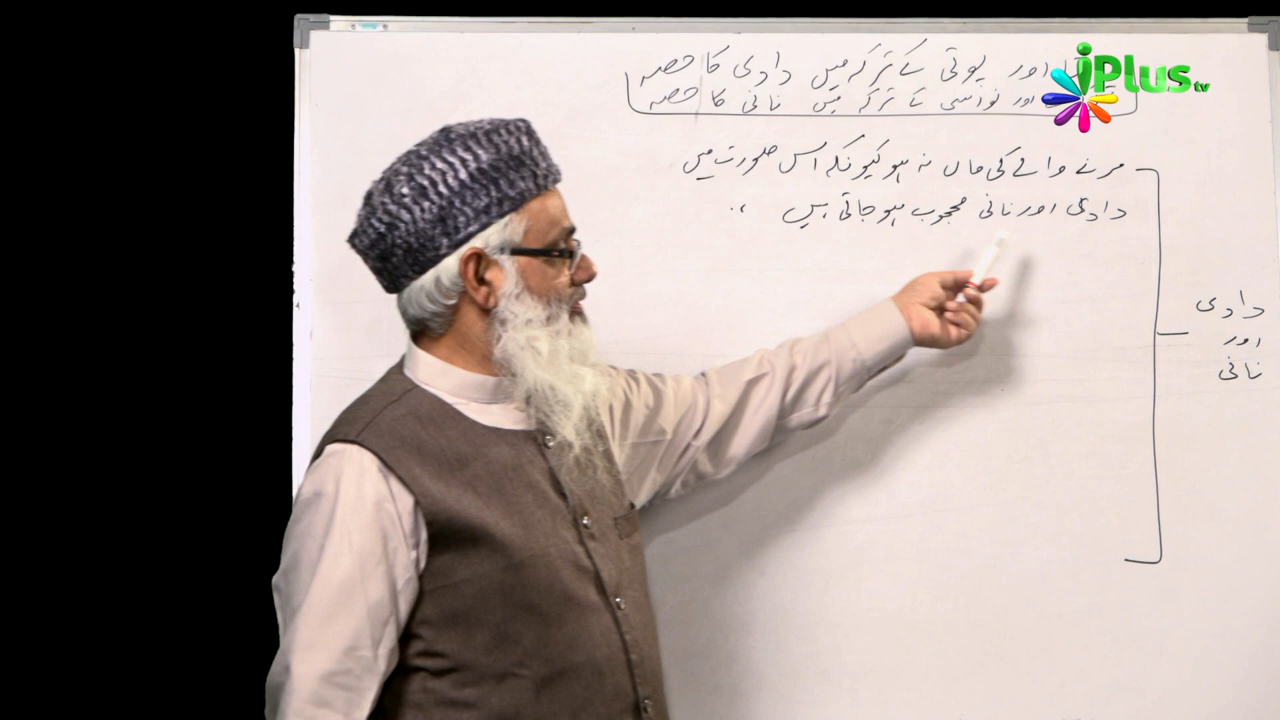 اور پوتی کے ترکہ میں دادی کا حصہ
اور نواسی کے ترکہ میں نانی کا حصہ
مرنے والے کی ماں نہ ہو کیونکہ اس صورت میں
دادی اور نانی محجوب ہو جاتی ہیں
دادی
اور
نانی
iPlus tv